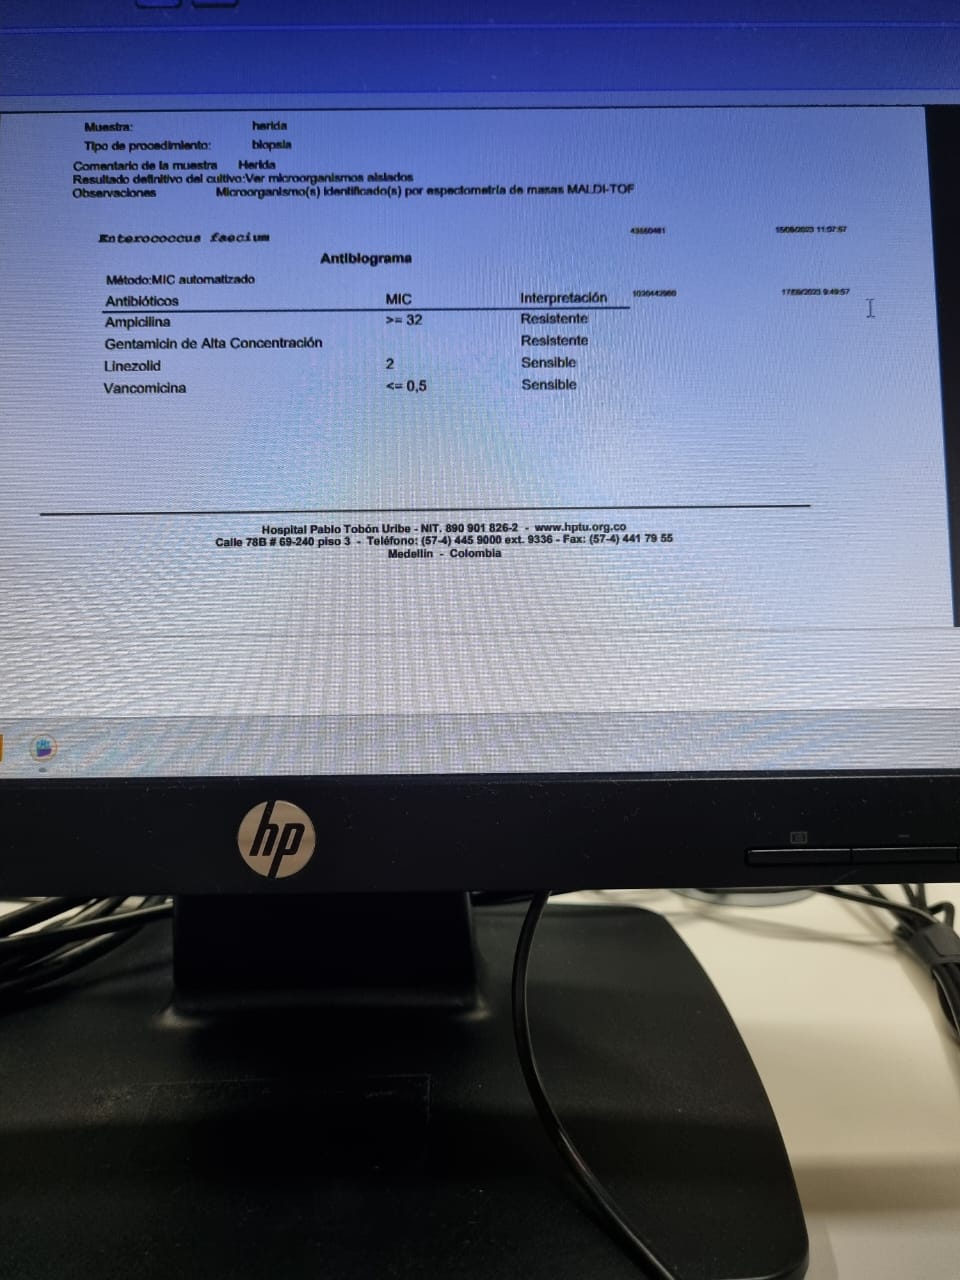 Muestra: herida
Tipo de procedimiento: biopsia
Comentario de la muestra Herida
Resultado definitivo del cultivo:Ver microorganismos aislados
Observaciones Microorganismo(s) identificado(s) por espectometría de masas MALDI-TOF
Enterococcus faecium 15/09/2023 11:07:57
Antibiograma
Método:MIC automatizado
Antibióticos MIC Interpretación 17/09/2023 9:49:57
Ampicilina >= 32 Resistente
Gentamicin de Alta Concentración Resistente
Linezolid 2 Sensible
Vancomicina <= 0,5 Sensible
Hospital Pablo Tobón Uribe - NIT. 890 901 826-2 - www.hptu.org.co
Calle 78B # 69-240 piso 3 - Teléfono: (57-4) 445 9000 ext. 9336 - Fax: (57-4) 441 79 55
Medellín - Colombia
hp